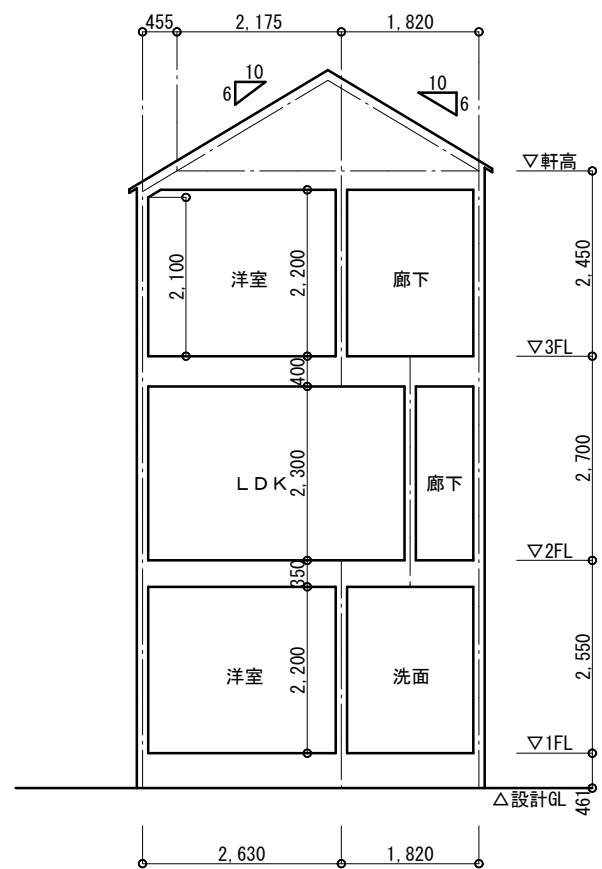 455 2,175 1,820
10 10
6 6
▽軒高
2,100 洋室 2,200 廊下 2,450
▽3FL
400
LDK 2,300 廊下 2,700
▽2FL
350
洋室 2,200 洗面 2,550
▽1FL
△設計GL 461
2,630 1,820